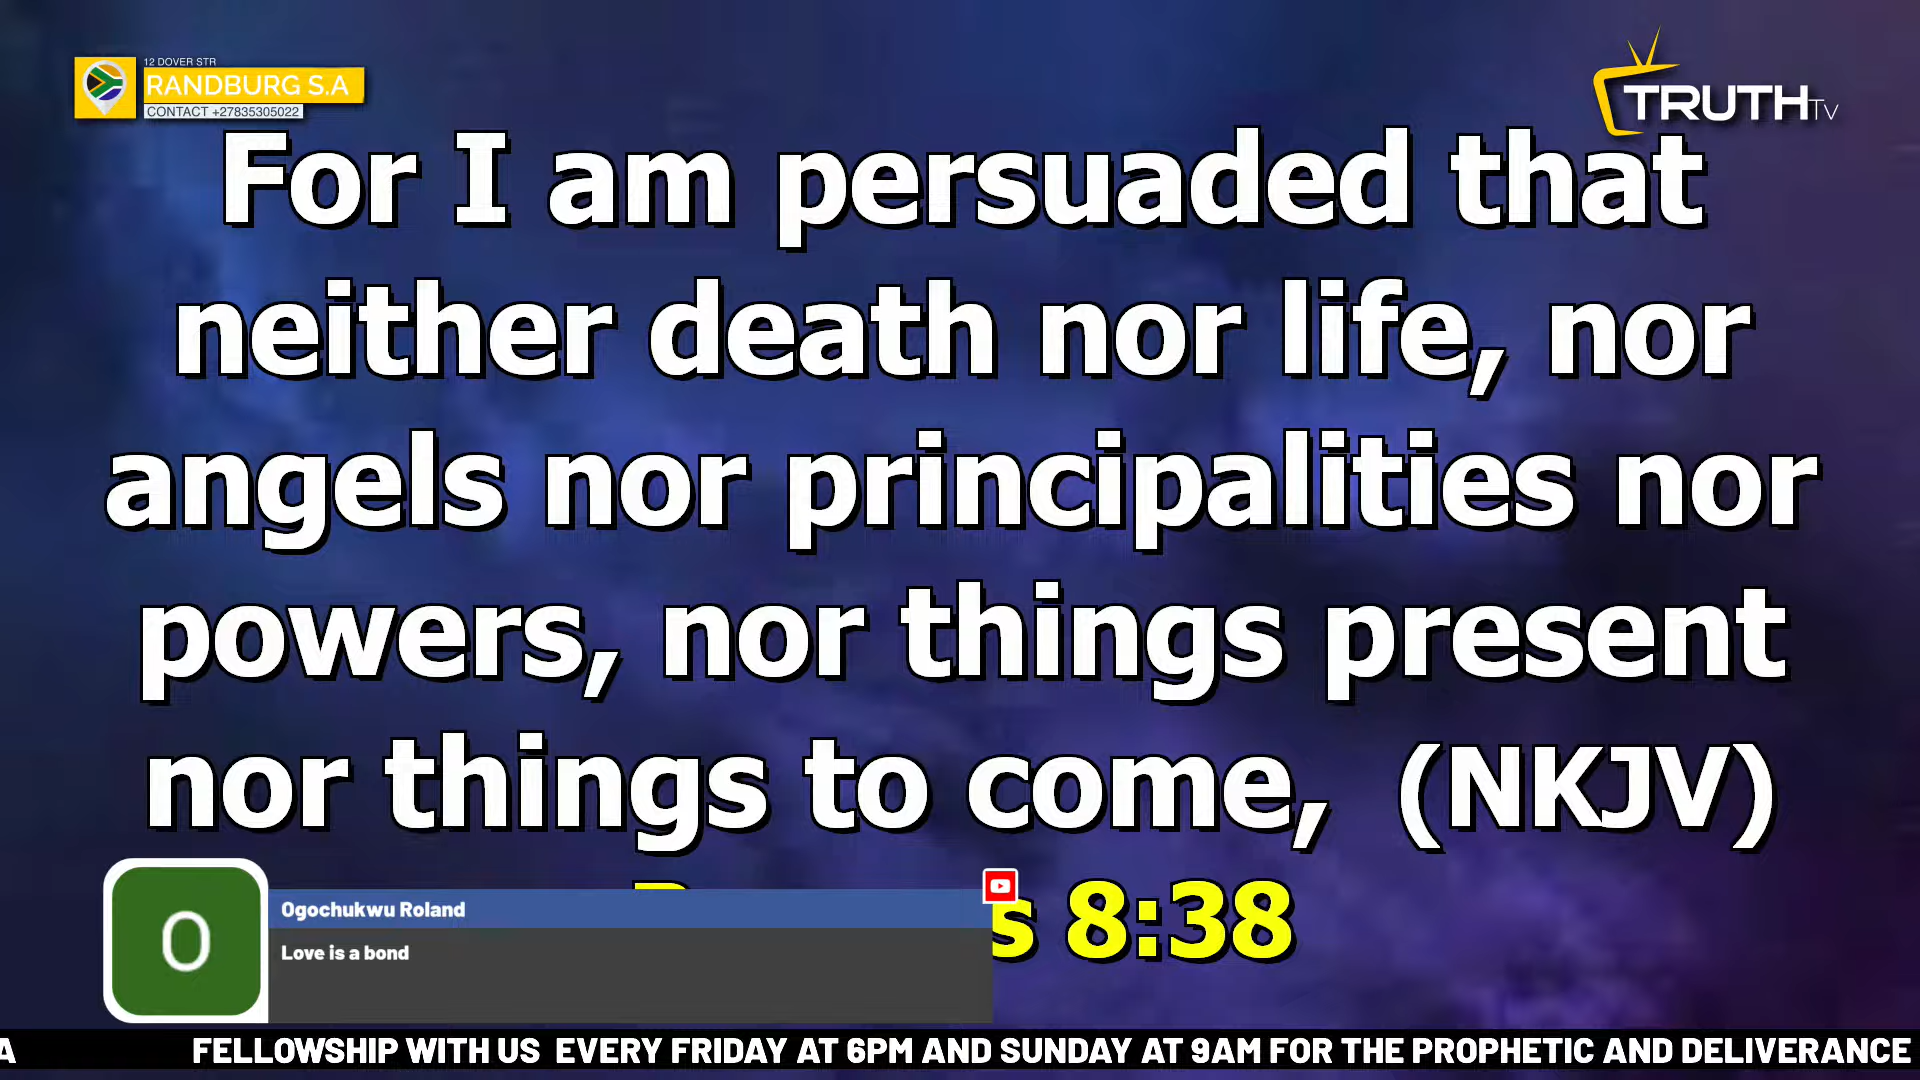 12 DOVER STR
RANDBURG S.A
CONTACT +27835305022
TRUTHTV
For I am persuaded that
neither death nor life, nor
angels nor principalities nor
powers, nor things present
nor things to come, (NKJV)
8:38
O
Ogochukwu Roland
Love is a bond
A FELLOWSHIP WITH US EVERY FRIDAY AT 6PM AND SUNDAY AT 9AM FOR THE PROPHETIC AND DELIVERANCE